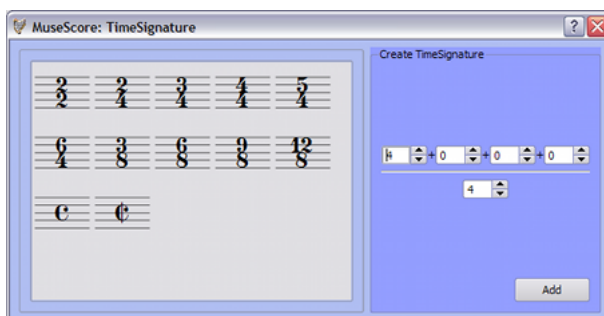 MuseScore: TimeSignature
Create TimeSignature
2 2 3 4 5
2 4 4 4 4
6 3 6 9 12
4 8 8 8 8
C ¢
4 + 0 + 0 + 0
4
Add